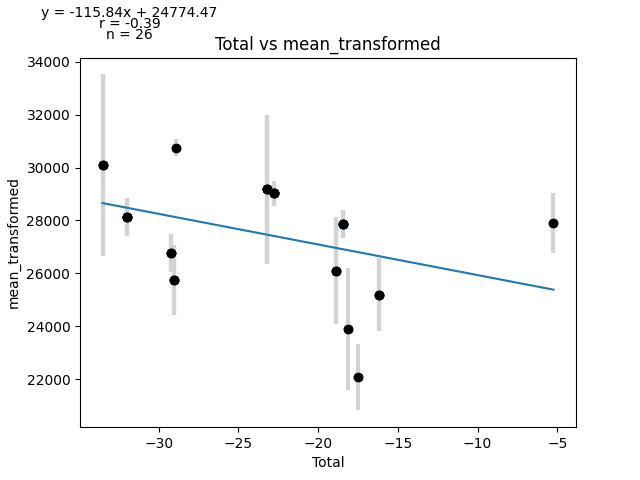 y = -115.84x + 24774.47
r = -0.39
n = 26
Total vs mean_transformed
34000
32000
30000
28000
26000
24000
22000
mean_transformed
−30
−25
−20
−15
−10
−5
Total